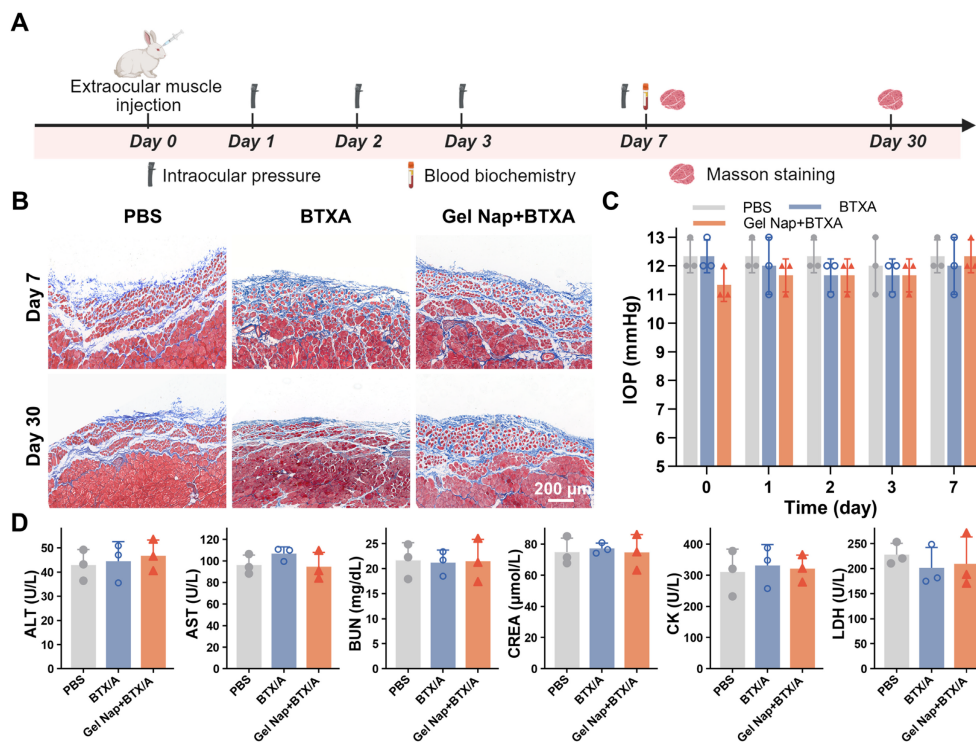 A
Extraocular muscle
injection
Day 0
Day 1
Day 2
Day 3
Day 7
Day 30
Intraocular pressure
Blood biochemistry
Masson staining
B
PBS
BTXA
Gel Nap+BTXA
Day 7
Day 30
200 μm
C
PBS
BTXA
Gel Nap+BTXA
IOP (mmHg)
13
12
11
10
9
8
7
6
5
0
1
2
3
7
Time (day)
D
ALT (U/L)
50
40
30
20
10
0
PBS
BTX/A
Gel Nap+BTX/A
AST (U/L)
120
100
80
60
40
20
0
PBS
BTX/A
Gel Nap+BTX/A
BUN (mg/dL)
25
20
15
10
5
0
PBS
BTX/A
Gel Nap+BTX/A
CREA (μmol/L)
80
60
40
20
0
PBS
BTX/A
Gel Nap+BTX/A
CK (U/L)
400
300
200
100
0
PBS
BTX/A
Gel Nap+BTX/A
LDH (U/L)
250
200
150
100
50
0
PBS
BTX/A
Gel Nap+BTX/A